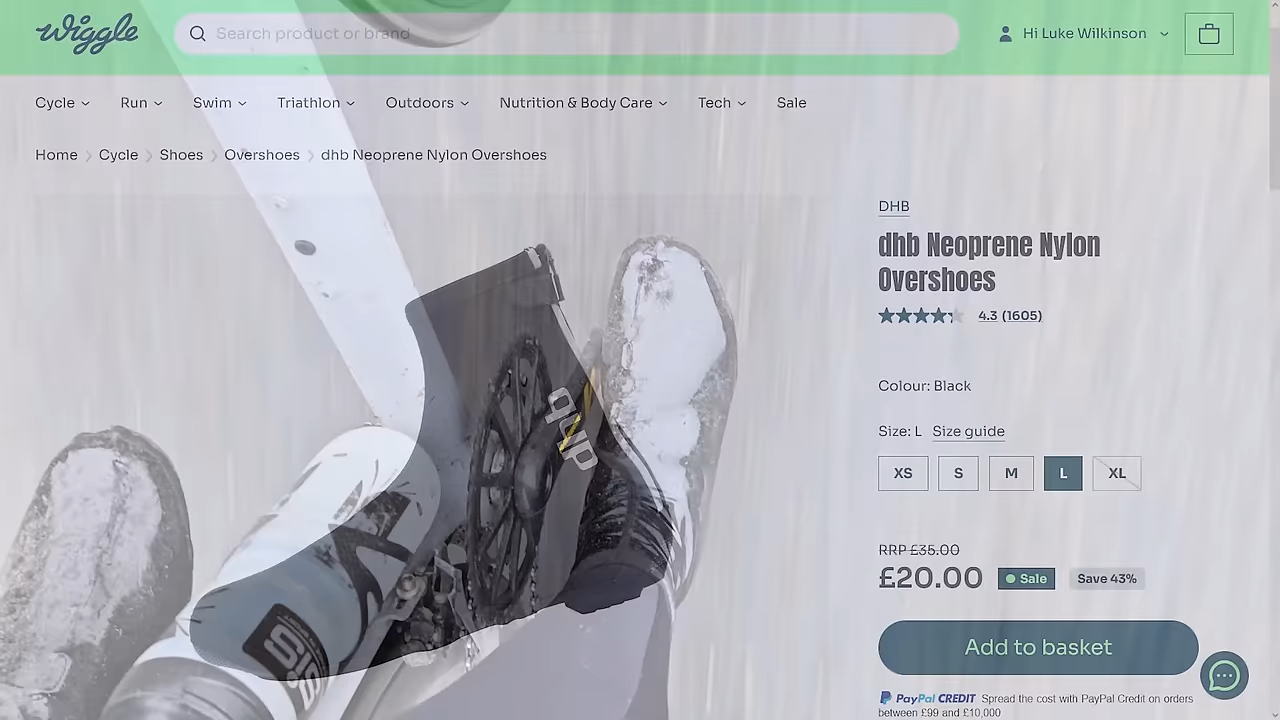 wiggle
Search product or brand
Hi Luke Wilkinson
Cycle Run Swim Triathlon Outdoors Nutrition & Body Care Tech Sale
Home Cycle Shoes Overshoes dhb Neoprene Nylon Overshoes
DHB
dhb Neoprene Nylon
Overshoes
4.3 (1605)
Colour: Black
Size: L Size guide
XS S M L XL
RRP £35.00
£20.00 Sale Save 43%
Add to basket
PayPal CREDIT Spread the cost with PayPal Credit on orders
between £99 and £10,000
dhb
SiS